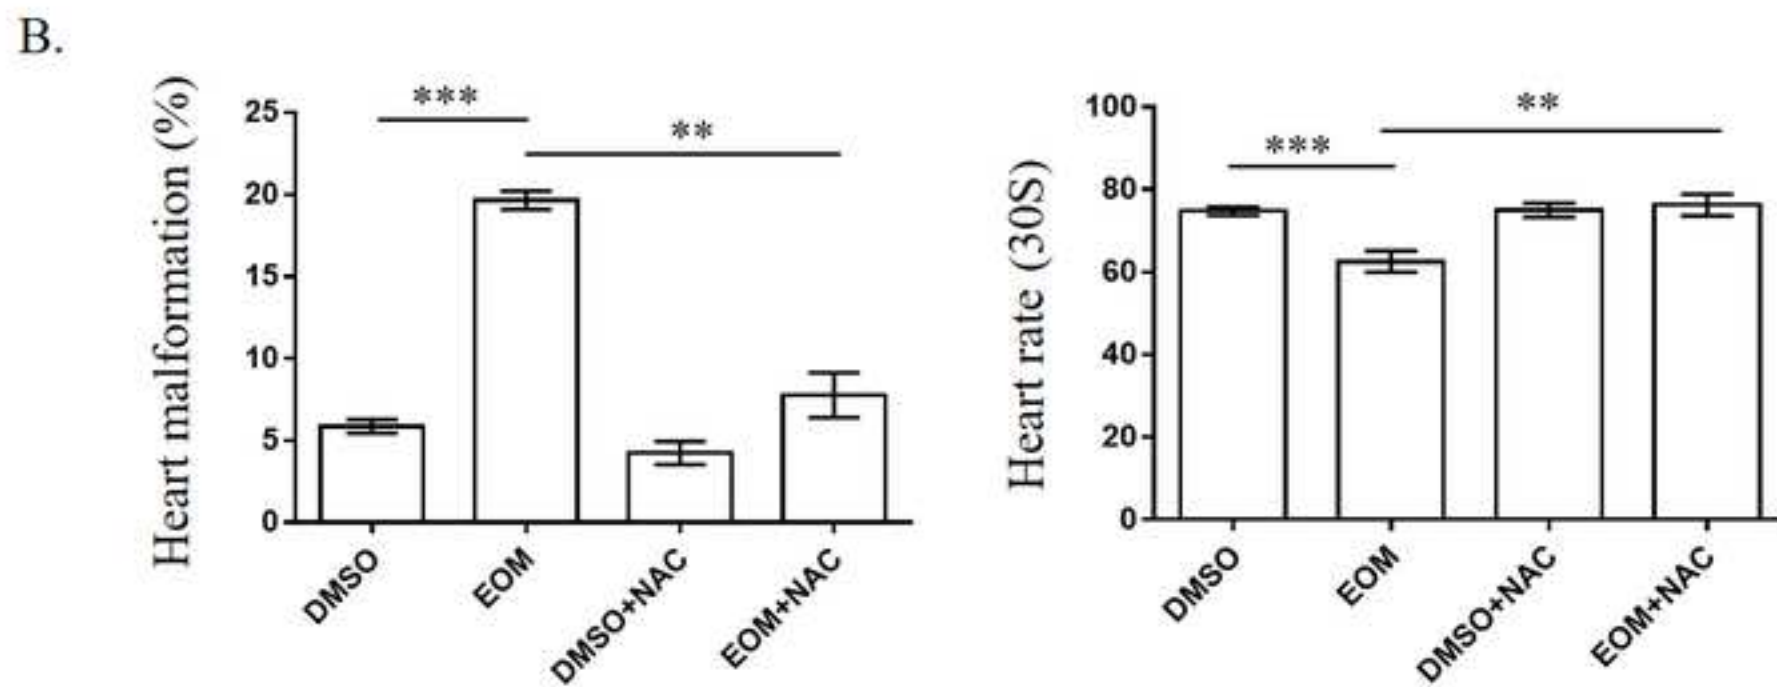 B.
Heart malformation (%)
25
20
15
10
5
0
***
**
DMSO
EOM
DMSO+NAC
EOM+NAC
Heart rate (30S)
100
80
60
40
20
0
***
**
DMSO
EOM
DMSO+NAC
EOM+NAC